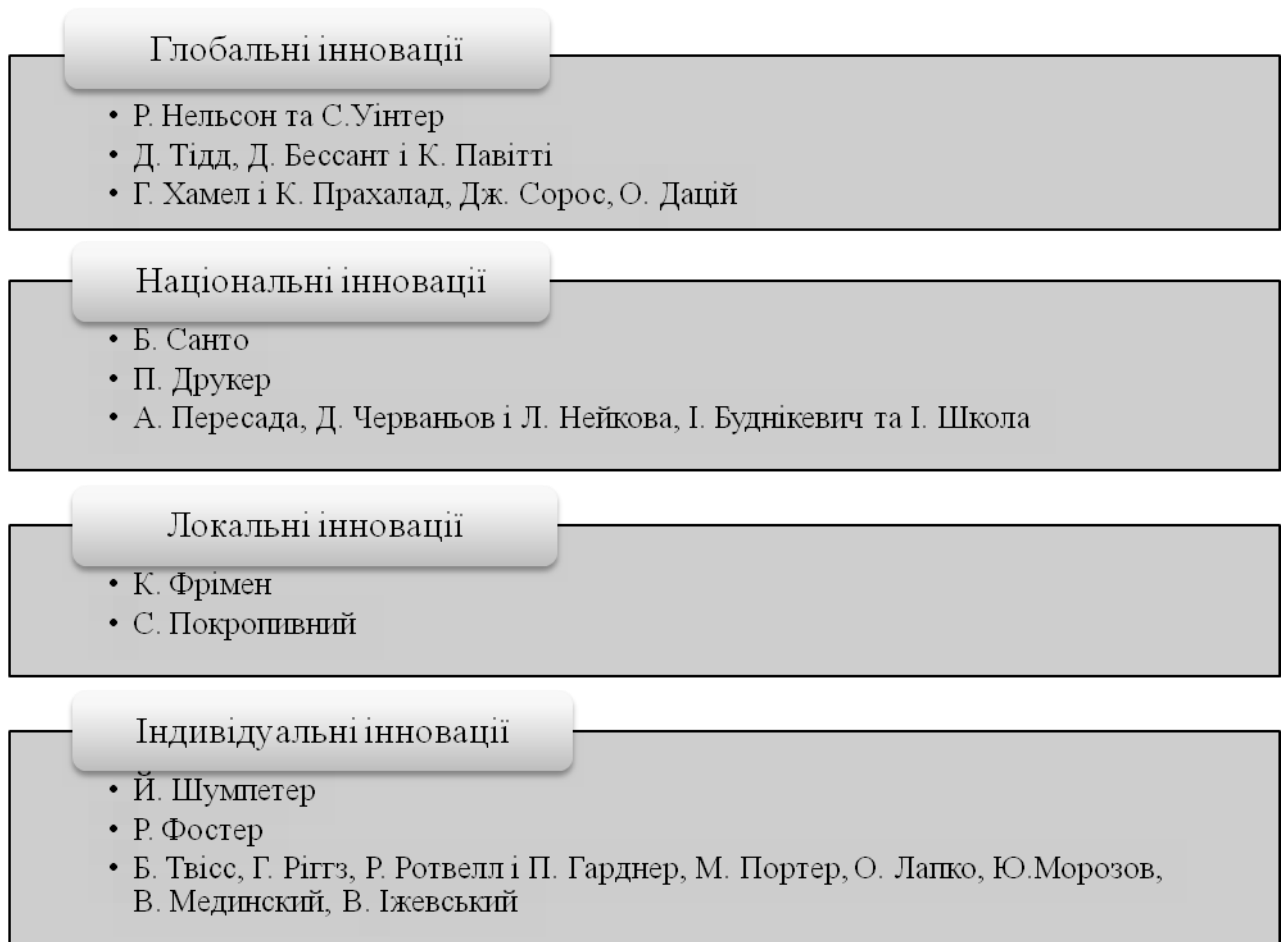 Глобальні інновації
• Р. Нельсон та С.Уінтер
• Д. Тідд, Д. Бессант і К. Павітті
• Г. Хамел і К. Прахалад, Дж. Сорос, О. Дацій
Національні інновації
• Б. Санто
• П. Друкер
• А. Пересада, Д. Черваньов і Л. Нейкова, І. Буднікевич та І. Школа
Локальні інновації
• К. Фрімен
• С. Покропивний
Індивідуальні інновації
• Й. Шумпетер
• Р. Фостер
• Б. Твісс, Г. Ріггз, Р. Ротвелл і П. Гарднер, М. Портер, О. Лапко, Ю.Морозов,
В. Мединский, В. Іжевський